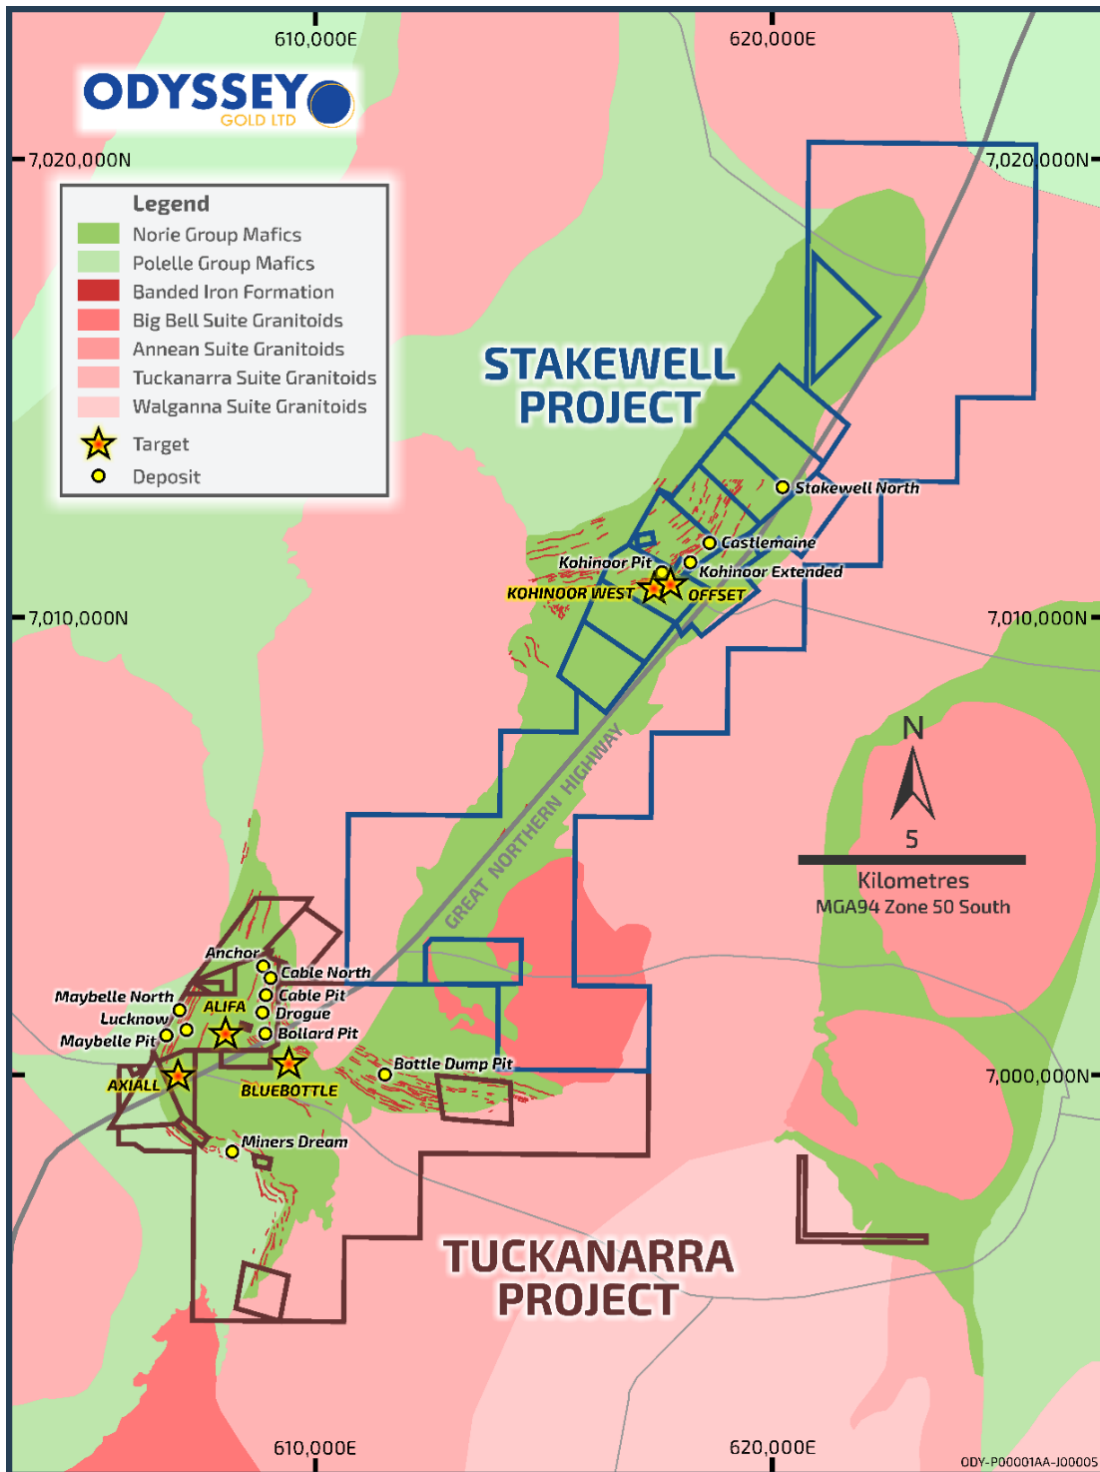 610,000E
620,000E
ODYSSEY
GOLD LTD
7,020,000N
7,020,000N
Legend
Norie Group Mafics
Polelle Group Mafics
Banded Iron Formation
Big Bell Suite Granitoids
Annean Suite Granitoids
Tuckanarra Suite Granitoids
Walganna Suite Granitoids
Target
Deposit
STAKEWELL
PROJECT
Stakewell North
Castlemaine
Kohinoor Pit
Kohinoor Extended
KOHINOOR WEST
OFFSET
7,010,000N
7,010,000N
GREAT NORTHERN HIGHWAY
N
5
Kilometres
MGA94 Zone 50 South
Anchor
Cable North
Maybelle North
Cable Pit
ALIFA
Lucknow
Drogue
Maybelle Pit
Bollard Pit
Bottle Dump Pit
AXIALL
BLUEBOTTLE
7,000,000N
Miners Dream
TUCKANARRA
PROJECT
610,000E
620,000E
ODY-P00001AA-J00005